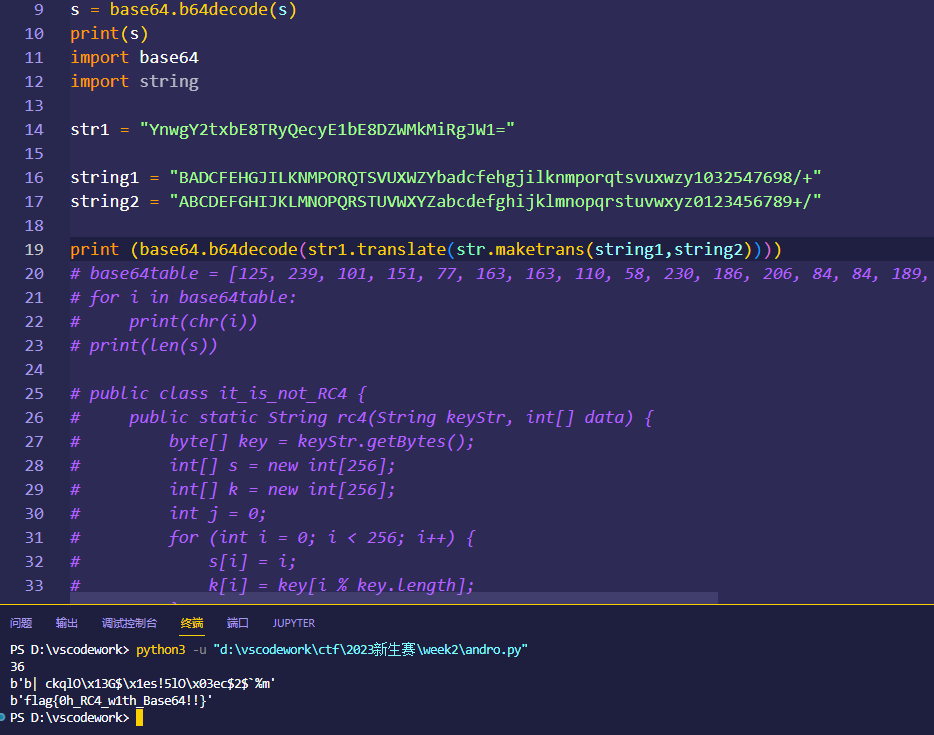 9 s = base64.b64decode(s)
10 print(s)
11 import base64
12 import string
13
14 str1 = "YnwgY2txbE8TRyQecyE1bE8DZWMkMiRgJW1="
15
16 string1 = "BADCFEHGJILKNMPORQTSVUXWZYbadcfehgjilknmporqtsvuxwzy1032547698/+"
17 string2 = "ABCDEFGHIJKLMNOPQRSTUVWXYZabcdefghijklmnopqrstuvwxyz0123456789+/"
18
19 print (base64.b64decode(str1.translate(str.maketrans(string1,string2))))
20 # base64table = [125, 239, 101, 151, 77, 163, 163, 110, 58, 230, 186, 206, 84, 84, 189,
21 # for i in base64table:
22 #     print(chr(i))
23 # print(len(s))
24
25 # public class it_is_not_RC4 {
26 #     public static String rc4(String keyStr, int[] data) {
27 #         byte[] key = keyStr.getBytes();
28 #         int[] s = new int[256];
29 #         int[] k = new int[256];
30 #         int j = 0;
31 #         for (int i = 0; i < 256; i++) {
32 #             s[i] = i;
33 #             k[i] = key[i % key.length];
问题 输出 调试控制台 终端 端口 JUPYTER
PS D:\vscodework> python3 -u "d:\vscodework\ctf\2023新生赛\week2\andro.py"
36
b'b| ckqlO\x13G$\x1es!5lO\x03ec$2$`%m'
b'flag{0h_RC4_w1th_Base64!!}'
PS D:\vscodework>